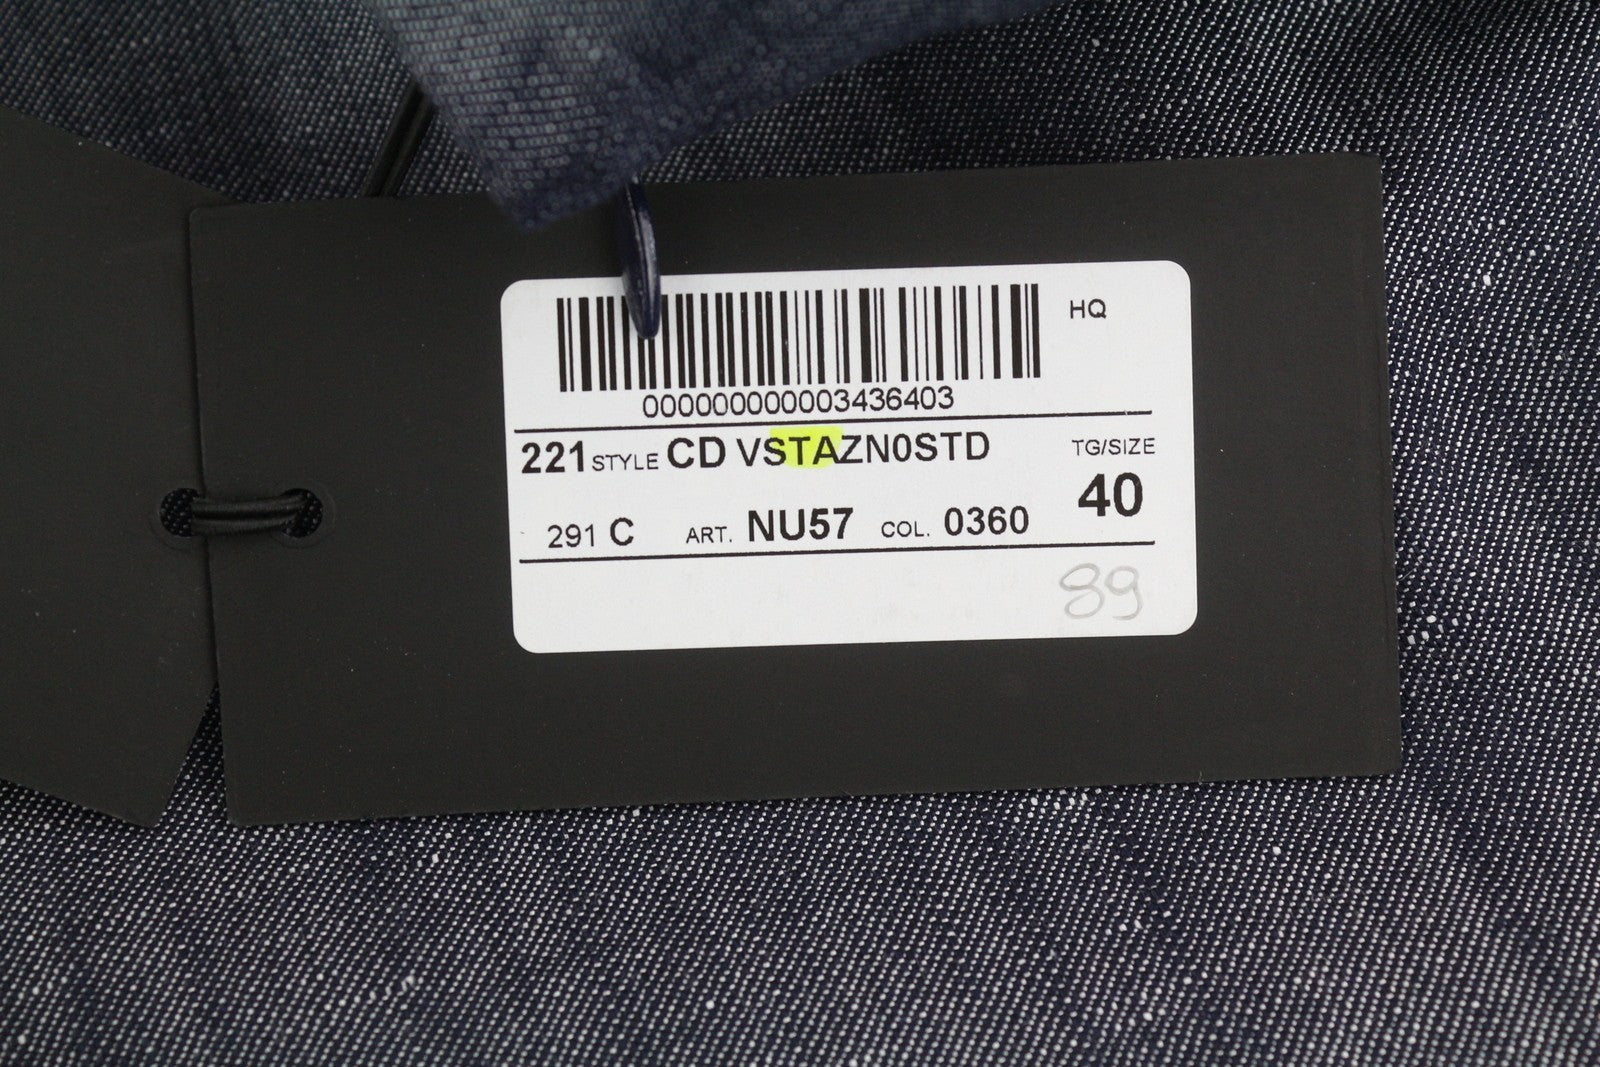 HQ
000000000003436403
221 STYLE CD VSTAZN0STD TG/SIZE
40
291 C ART. NU57 COL. 0360
89